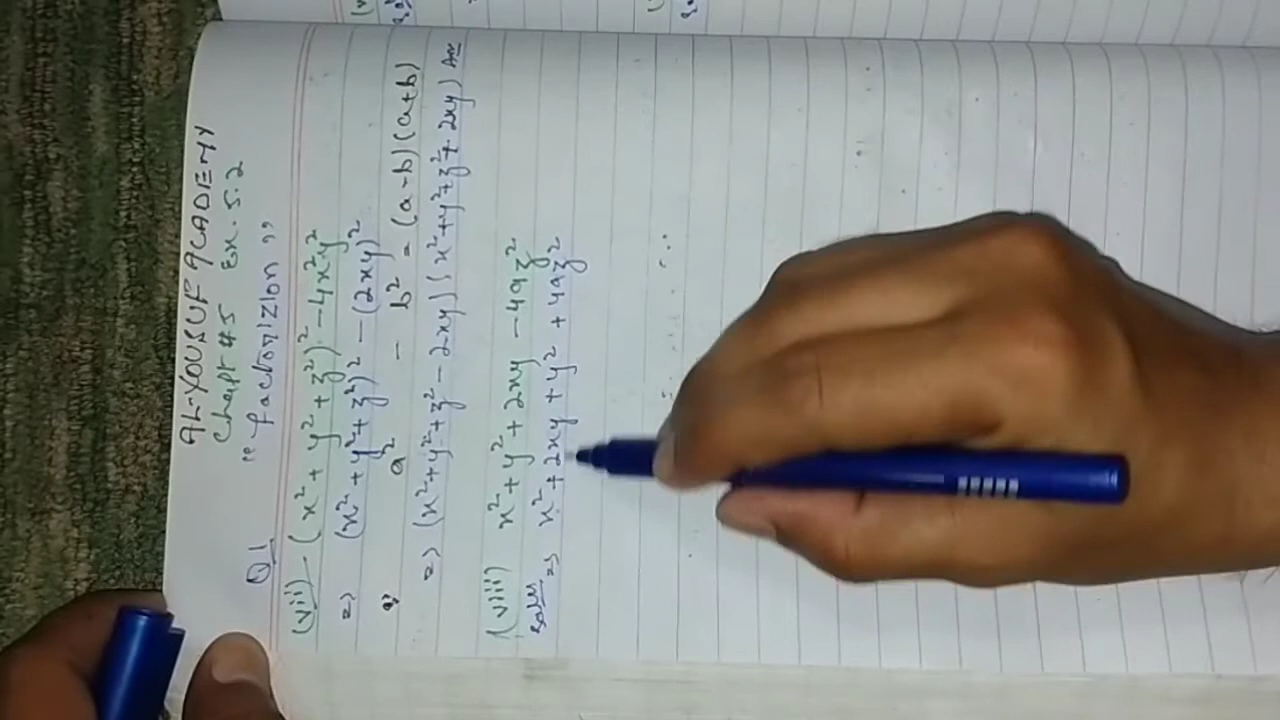 AL-YOUSUF ACADEMY
Chapt #5 Ex. 5.2
Q1 "factorizion"
(vii) - (x² + y² + z²)² - 4x²y²
=) (x² + y² + z²)² - (2xy)²
a² - b² = (a-b)(a+b)
=) (x² + y² + z² - 2xy)(x² + y² + z² + 2xy) Ans
(viii) x² + y² + 2xy - 49z²
Soln =) x² + 2xy + y² + 49z²